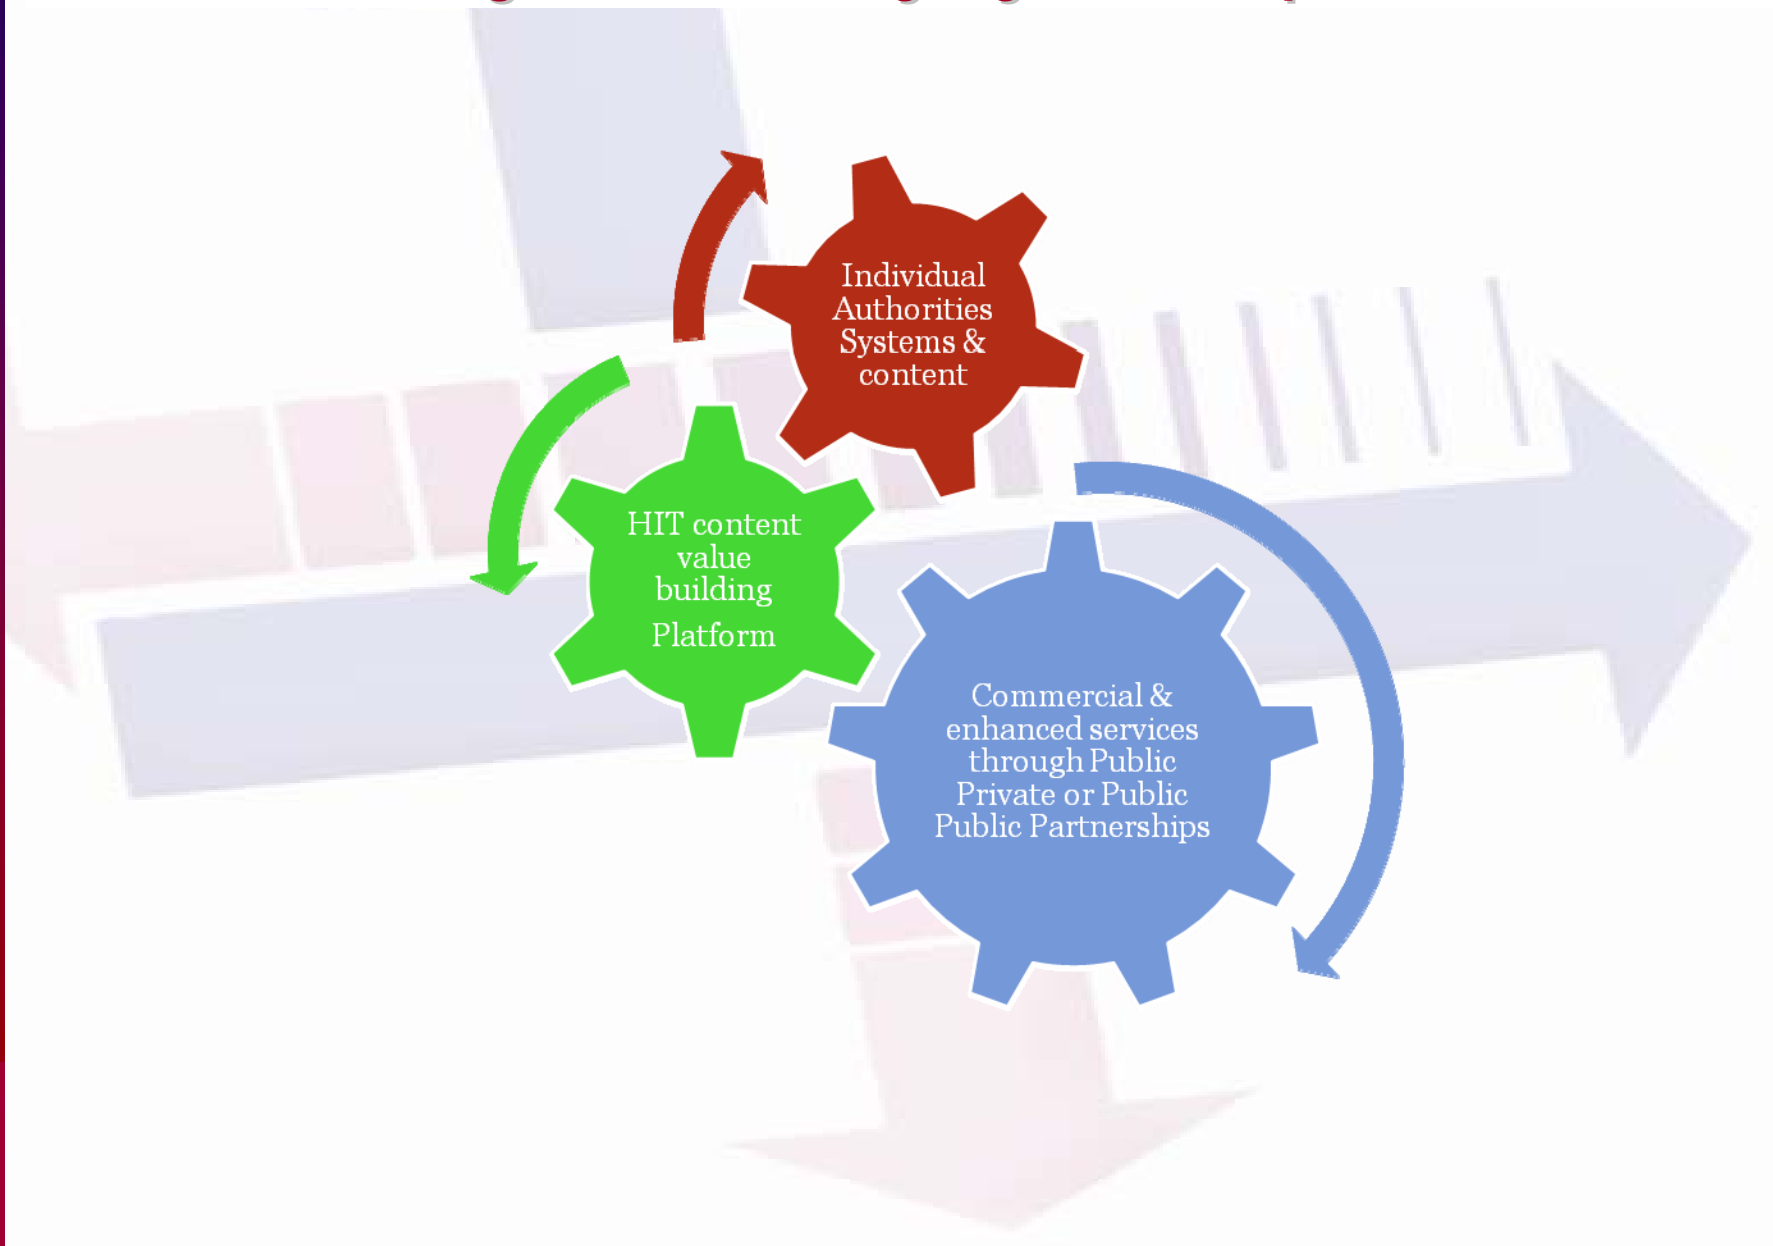 Individual
Authorities
Systems &
content
HIT content
value
building
Platform
Commercial &
enhanced services
through Public
Private or Public
Public Partnerships